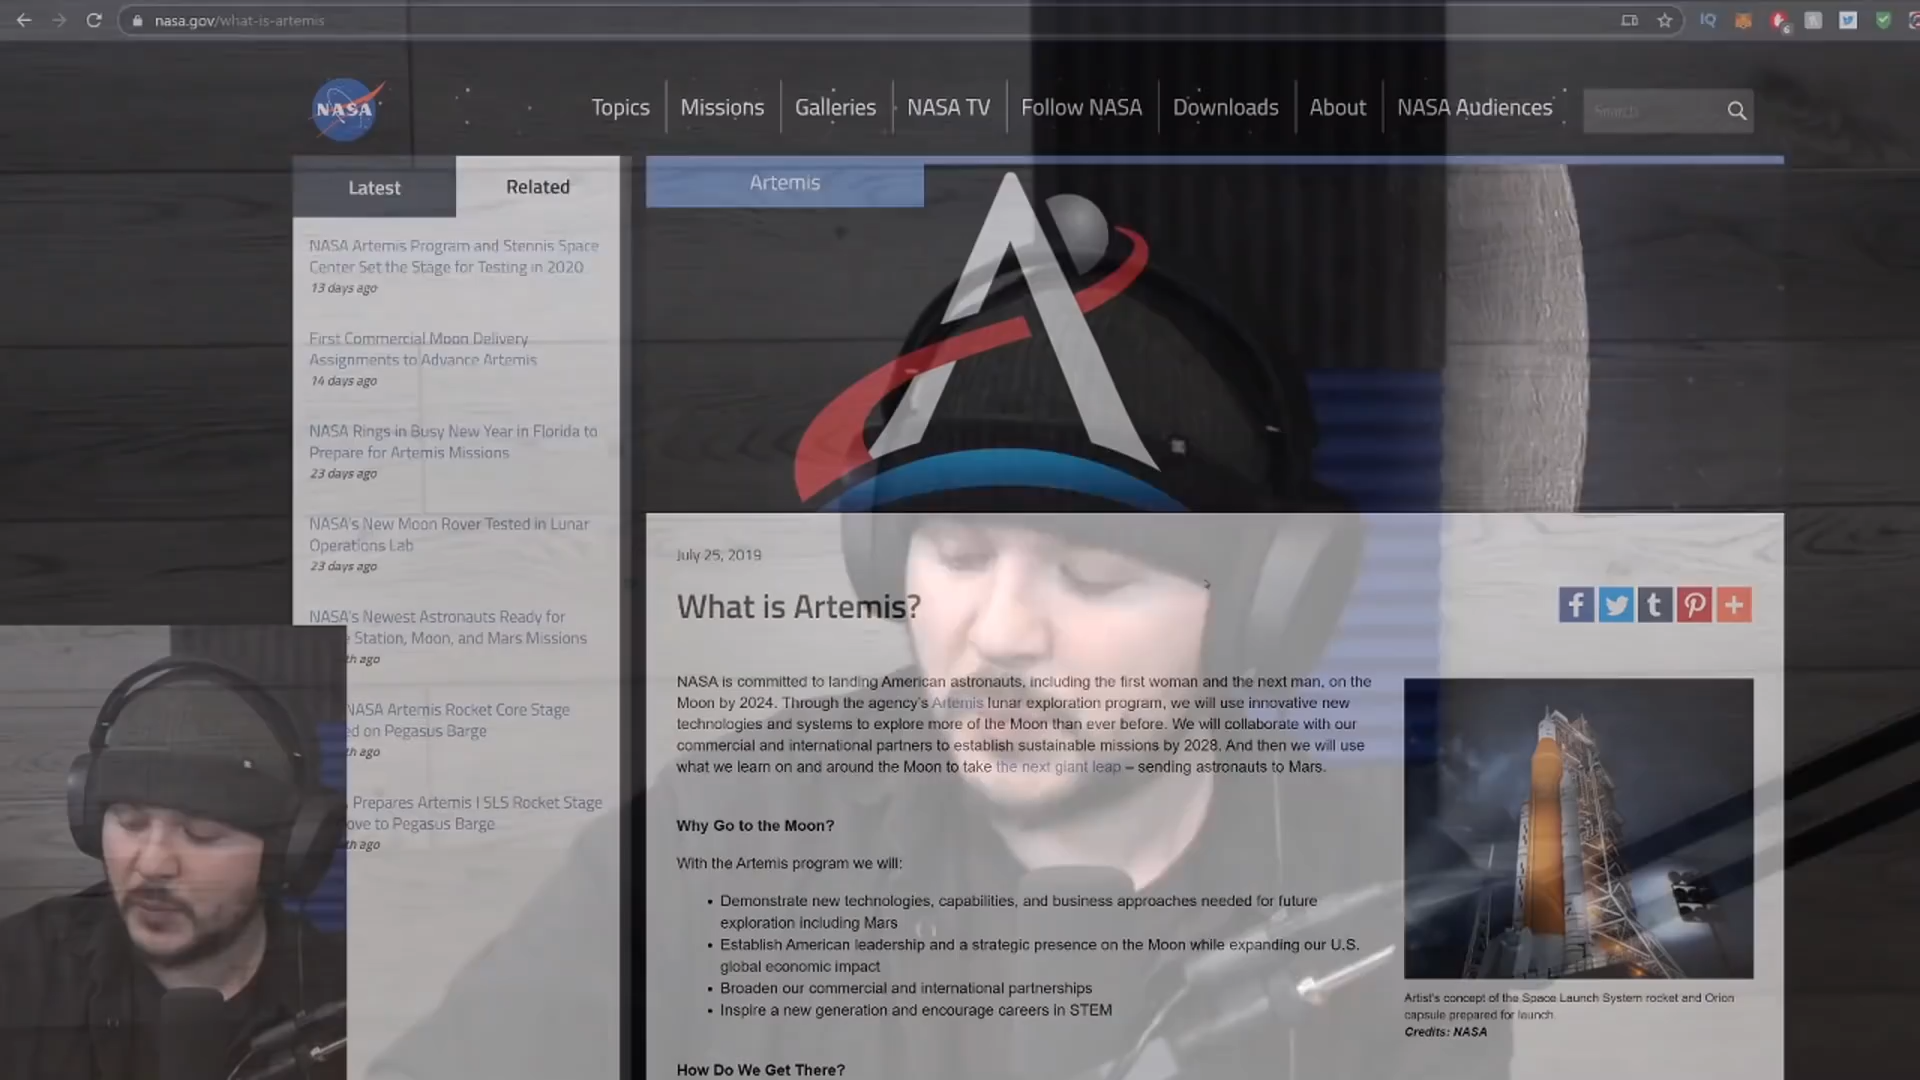 nasa.gov/what-is-artemis
NASA
Topics
Missions
Galleries
NASA TV
Follow NASA
Downloads
About
NASA Audiences
Search
Latest
Related
NASA Artemis Program and Stennis Space
Center Set the Stage for Testing in 2020
13 days ago
First Commercial Moon Delivery
Assignments to Advance Artemis
14 days ago
NASA Rings in Busy New Year in Florida to
Prepare for Artemis Missions
23 days ago
NASA's New Moon Rover Tested in Lunar
Operations Lab
23 days ago
NASA's Newest Astronauts Ready for
Station, Moon, and Mars Missions
th ago
NASA Artemis Rocket Core Stage
ed on Pegasus Barge
th ago
Prepares Artemis I SLS Rocket Stage
ove to Pegasus Barge
th ago
Artemis
July 25, 2019
What is Artemis?
NASA is committed to landing American astronauts, including the first woman and the next man, on the
Moon by 2024. Through the agency's Artemis lunar exploration program, we will use innovative new
technologies and systems to explore more of the Moon than ever before. We will collaborate with our
commercial and international partners to establish sustainable missions by 2028. And then we will use
what we learn on and around the Moon to take the next giant leap – sending astronauts to Mars.
Why Go to the Moon?
With the Artemis program we will:
• Demonstrate new technologies, capabilities, and business approaches needed for future
exploration including Mars
• Establish American leadership and a strategic presence on the Moon while expanding our U.S.
global economic impact
• Broaden our commercial and international partnerships
• Inspire a new generation and encourage careers in STEM
How Do We Get There?
Artist's concept of the Space Launch System rocket and Orion
capsule prepared for launch.
Credits: NASA